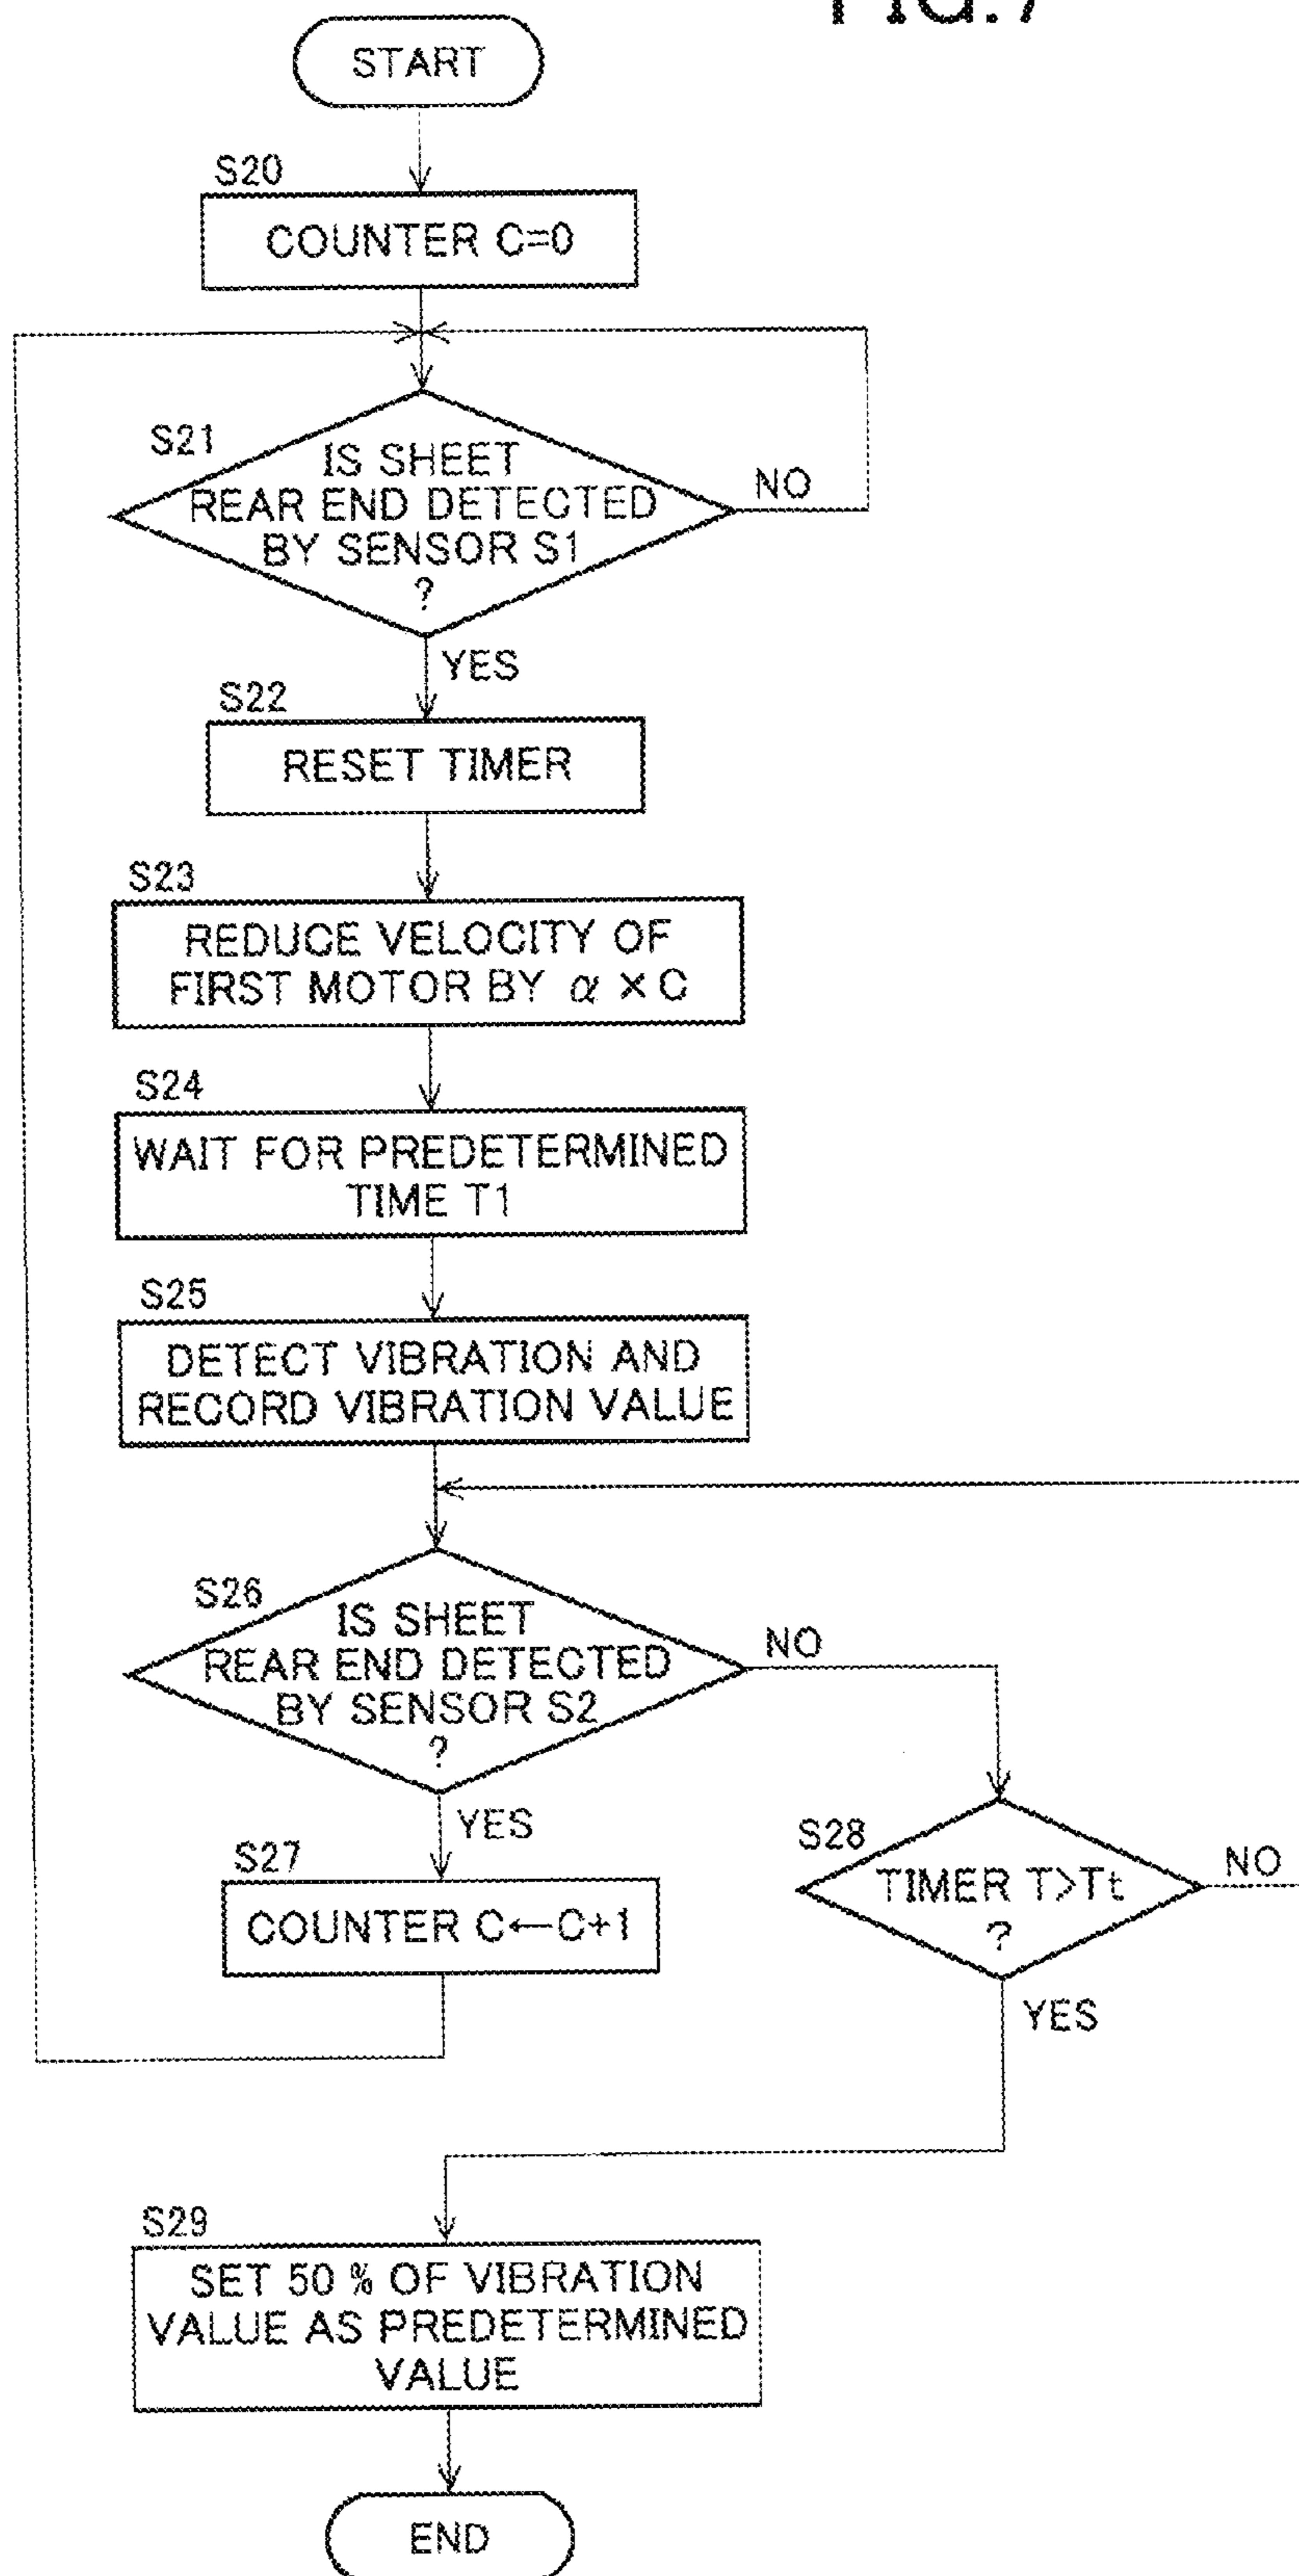 FIG.7
START
S20
COUNTER C=0
S21
IS SHEET
REAR END DETECTED
BY SENSOR S1
?
NO
YES
S22
RESET TIMER
S23
REDUCE VELOCITY OF
FIRST MOTOR BY α × C
S24
WAIT FOR PREDETERMINED
TIME T1
S25
DETECT VIBRATION AND
RECORD VIBRATION VALUE
S26
IS SHEET
REAR END DETECTED
BY SENSOR S2
?
NO
YES
S27
COUNTER C←C+1
S28
TIMER T>Tt
?
NO
YES
S29
SET 50 % OF VIBRATION
VALUE AS PREDETERMINED
VALUE
END